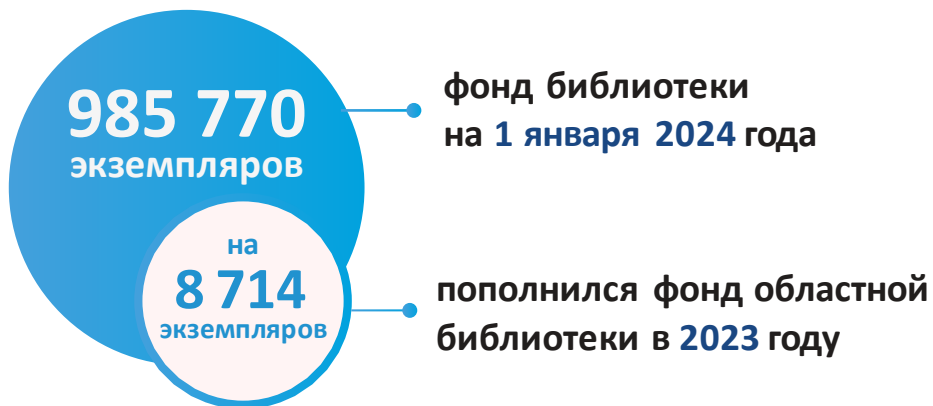 985 770
экземпляров
фонд библиотеки
на 1 января 2024 года
на
8 714
экземпляров
пополнился фонд областной
библиотеки в 2023 году